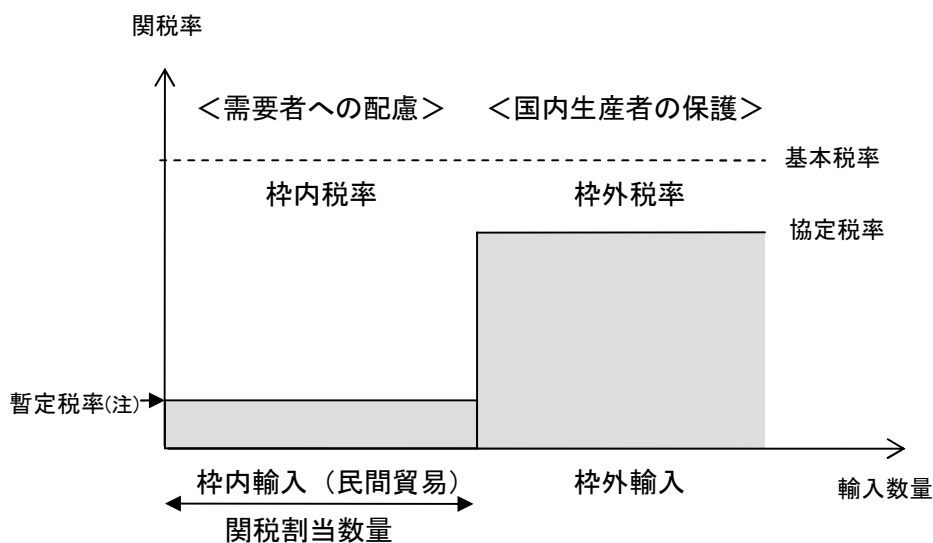 関税率
<需要者への配慮>
<国内生産者の保護>
基本税率
枠内税率
枠外税率
協定税率
暫定税率(注)
枠内輸入(民間貿易)
枠外輸入
輸入数量
関税割当数量